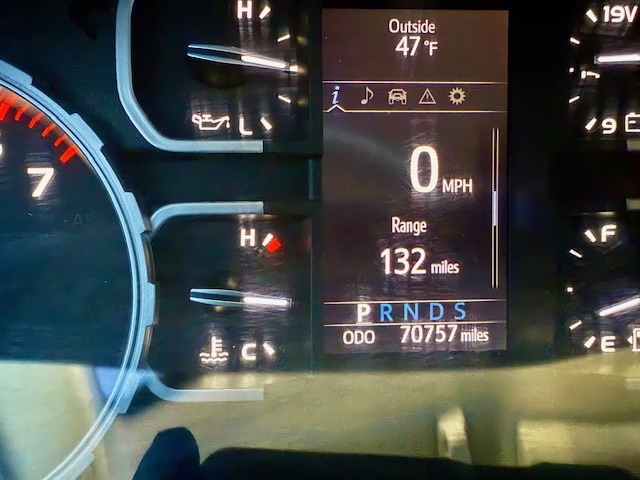 H
L
7
H
C
Outside
47 °F
i
0 MPH
Range
132 miles
P R N D S
ODO 70757 miles
19V
9
F
E